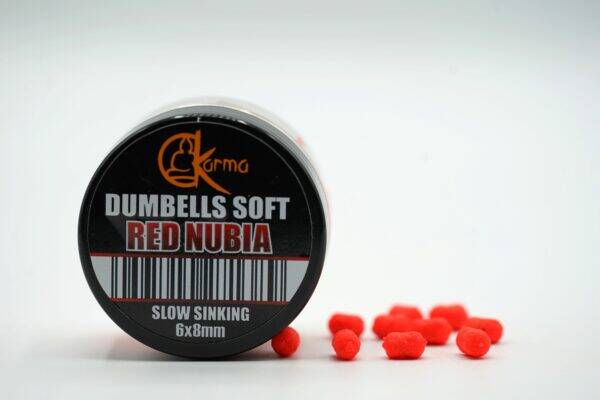 Karma
DUMBELLS SOFT
RED NUBIA
SLOW SINKING
6x8mm